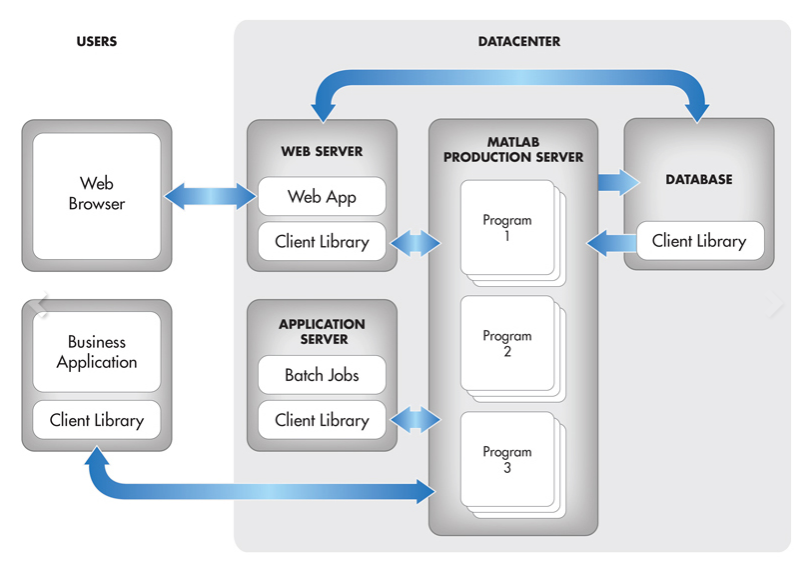 USERS
DATACENTER
Web
Browser
WEB SERVER
Web App
Client Library
MATLAB
PRODUCTION SERVER
Program
1
Program
2
Program
3
DATABASE
Client Library
Business
Application
Client Library
APPLICATION
SERVER
Batch Jobs
Client Library